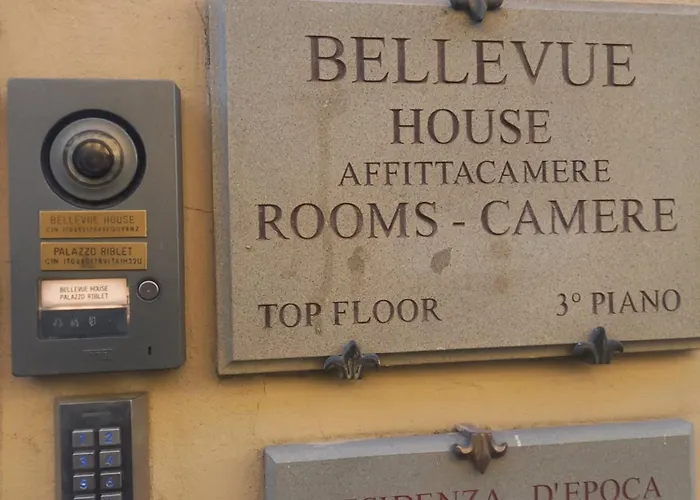 BELLEVUE
HOUSE
AFFITTACAMERE
ROOMS - CAMERE
TOP FLOOR 3° PIANO
BELLEVUE HOUSE
PALAZZO RIBLET
BELLEVUE HOUSE
PALAZZO RIBLET
D'EPOCA